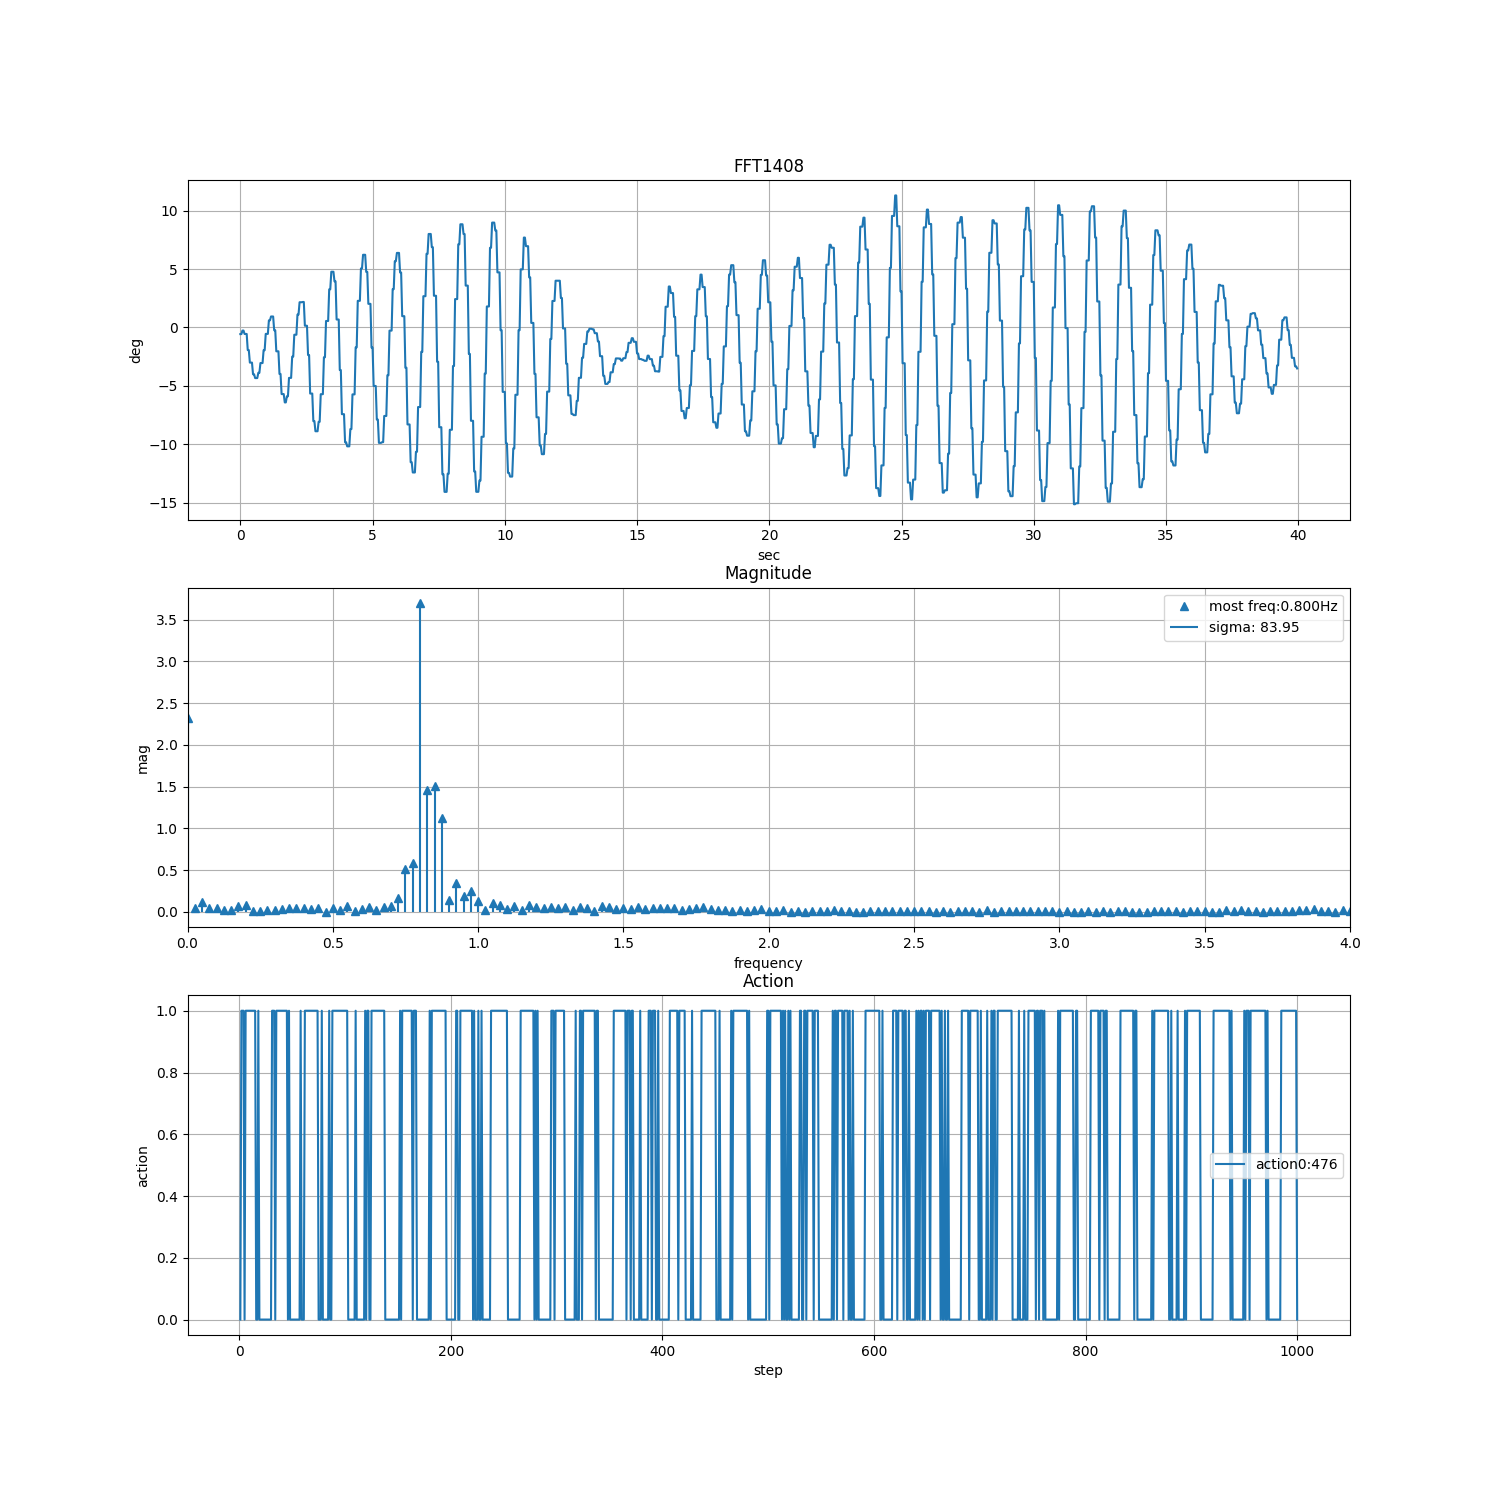 FFT1408
10
5
0
−5
−10
−15
deg
0 5 10 15 20 25 30 35 40
sec
Magnitude
most freq:0.800Hz
sigma: 83.95
3.5
3.0
2.5
2.0
1.5
1.0
0.5
0.0
mag
0.0 0.5 1.0 1.5 2.0 2.5 3.0 3.5 4.0
frequency
Action
1.0
0.8
0.6
0.4
0.2
0.0
action
action0:476
0 200 400 600 800 1000
step